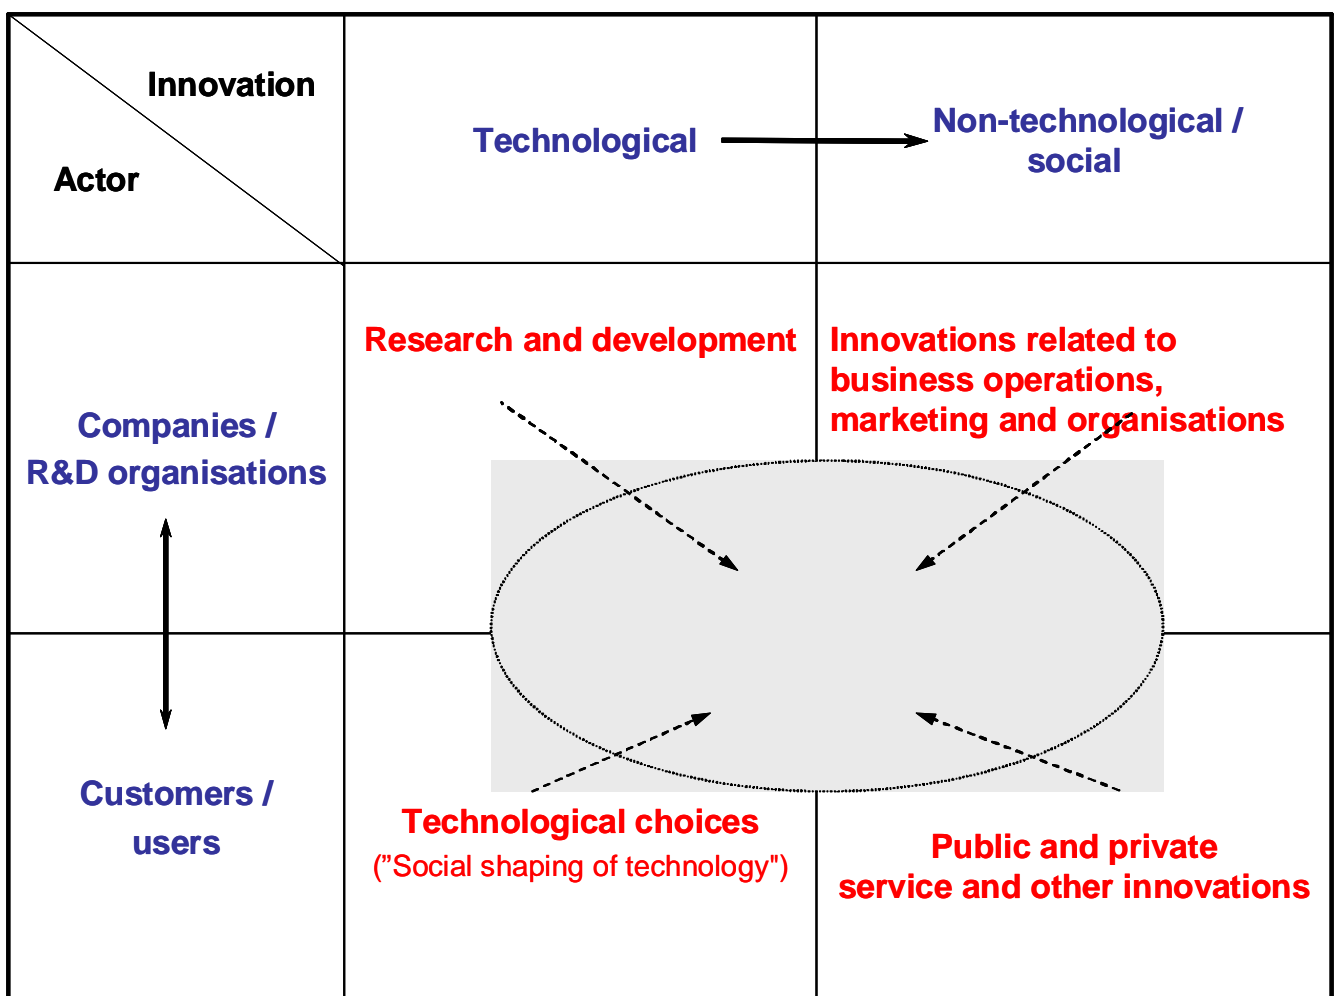 Innovation
Actor
Technological
Non-technological /
social
Companies /
R&D organisations
Research and development
Innovations related to
business operations,
marketing and organisations
Customers /
users
Technological choices
(”Social shaping of technology")
Public and private
service and other innovations